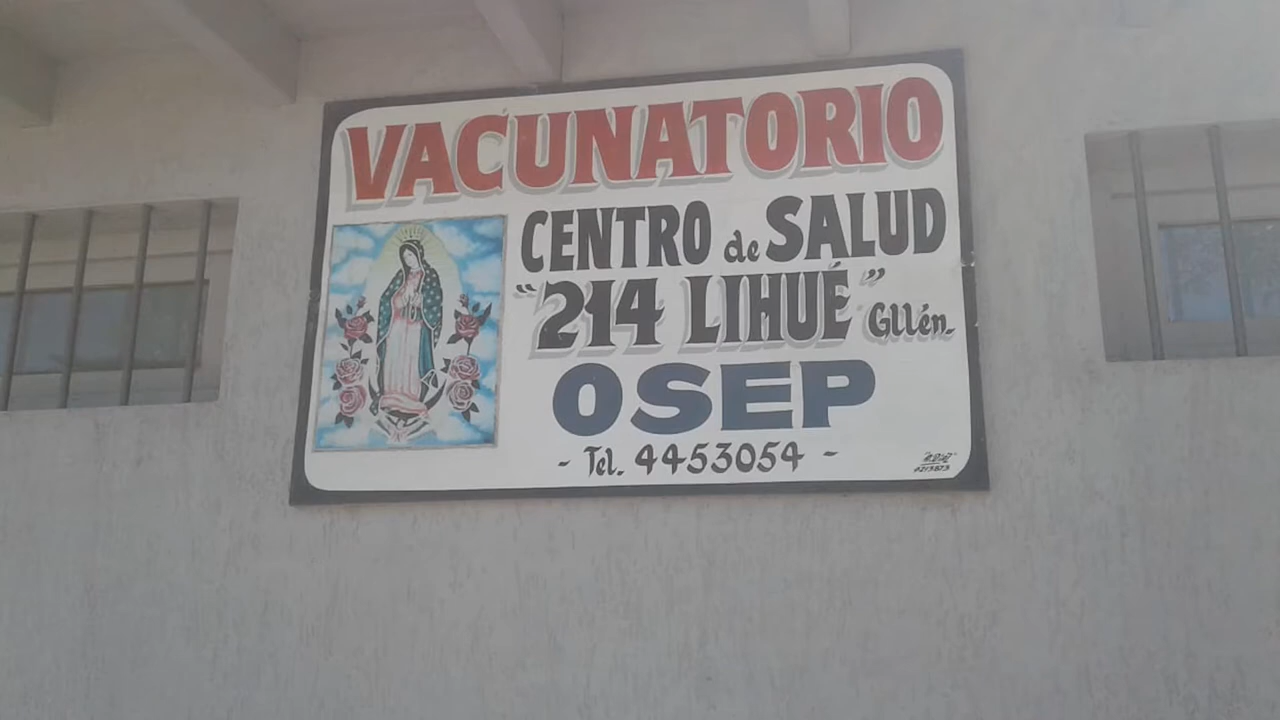 VACUNATORIO
CENTRO de SALUD
"214 LIHUÉ" Gllén.
OSEP
- Tel. 4453054 -